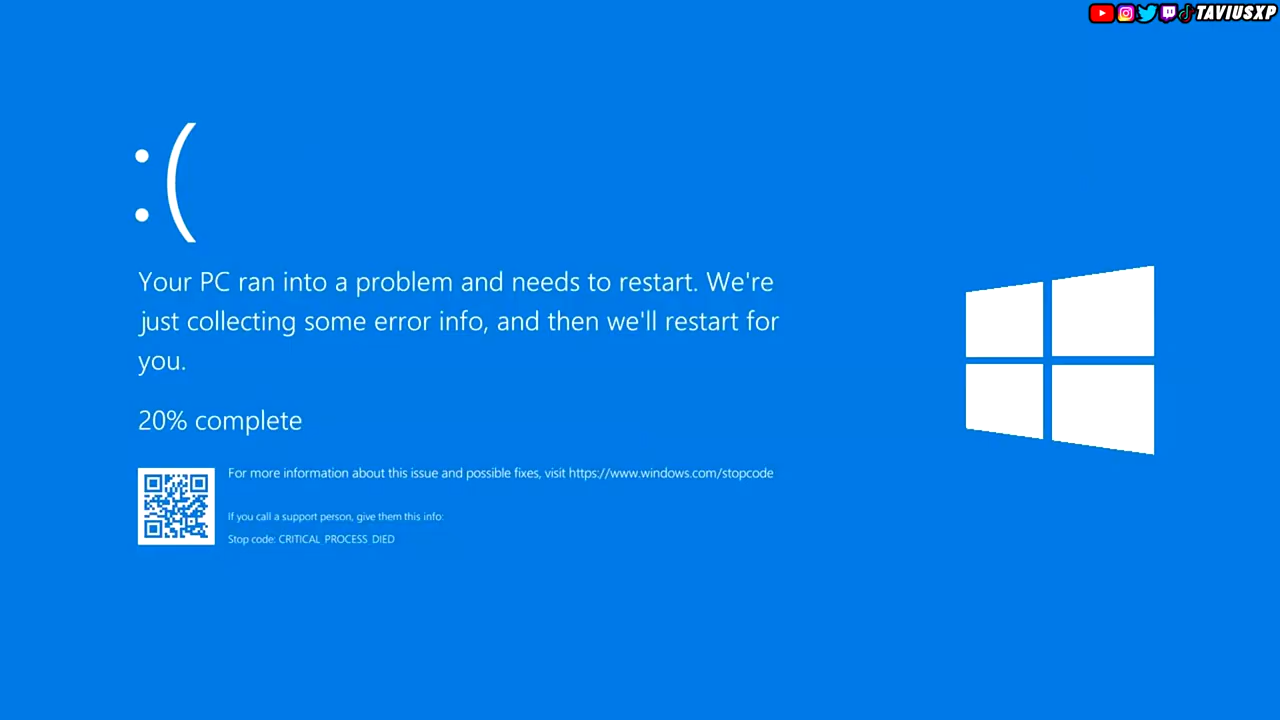 TAVIUSXP
:(
Your PC ran into a problem and needs to restart. We're
just collecting some error info, and then we'll restart for
you.
20% complete
For more information about this issue and possible fixes, visit https://www.windows.com/stopcode
If you call a support person, give them this info:
Stop code: CRITICAL PROCESS DIED